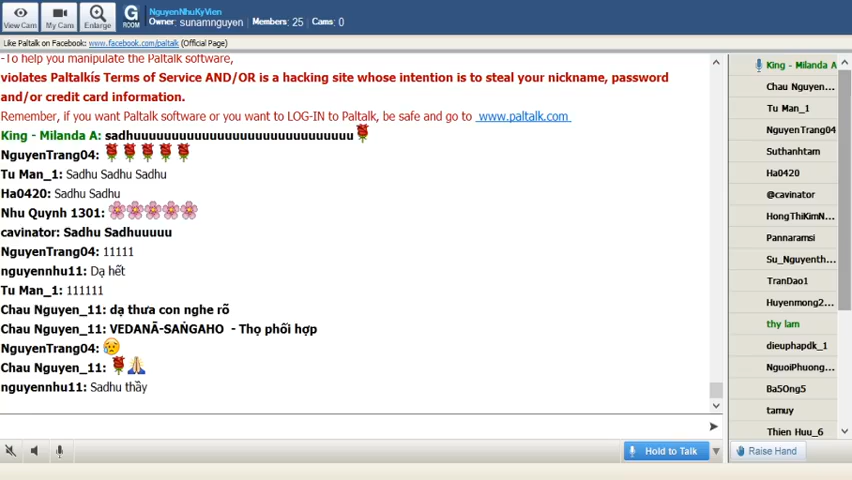 View Cam
My Cam
Enlarge
G
ROOM
NguyenNhuKyVien
Owner: sunamnguyen Members: 25 Cams: 0
Like Paltalk on Facebook: www.facebook.com/paltalk (Official Page)
-To help you manipulate the Paltalk software,
violates Paltalkís Terms of Service AND/OR is a hacking site whose intention is to steal your nickname, password
and/or credit card information.
Remember, if you want Paltalk software or you want to LOG-IN to Paltalk, be safe and go to www.paltalk.com
King - Milanda A: sadhuuuuuuuuuuuuuuuuuuuuuuuuuuuuu
NguyenTrang04:
Tu Man_1: Sadhu Sadhu Sadhu
Ha0420: Sadhu Sadhu
Nhu Quynh 1301:
cavinator: Sadhu Sadhuuuuu
NguyenTrang04: 11111
nguyennhu11: Dạ hết
Tu Man_1: 111111
Chau Nguyen_11: dạ thưa con nghe rõ
Chau Nguyen_11: VEDANĀ-SAṄGAHO - Thọ phối hợp
NguyenTrang04:
Chau Nguyen_11:
nguyennhu11: Sadhu thầy
King - Milanda A
Chau Nguyen...
Tu Man_1
NguyenTrang04
Suthanhtam
Ha0420
@cavinator
HongThiKimN...
Pannaramsi
Su_Nguyenth...
TranDao1
Huyenmong2...
thy lam
dieuphapdk_1
NguoiPhuong...
Ba5Ong5
tamuy
Thien Huu_6
Hold to Talk
Raise Hand